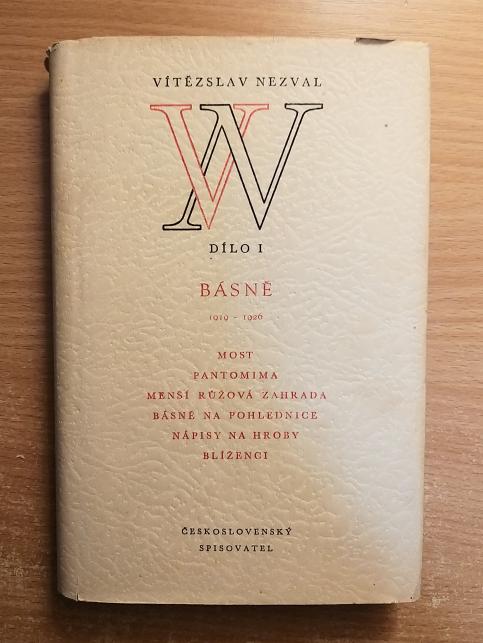 VÍTĚZSLAV NEZVAL
VN
DÍLO I
BÁSNĚ
1919 - 1926
MOST
PANTOMIMA
MENŠÍ RŮŽOVÁ ZAHRADA
BÁSNĚ NA POHLEDNICE
NÁPISY NA HROBY
BLÍŽENCI
ČESKOSLOVENSKÝ
SPISOVATEL